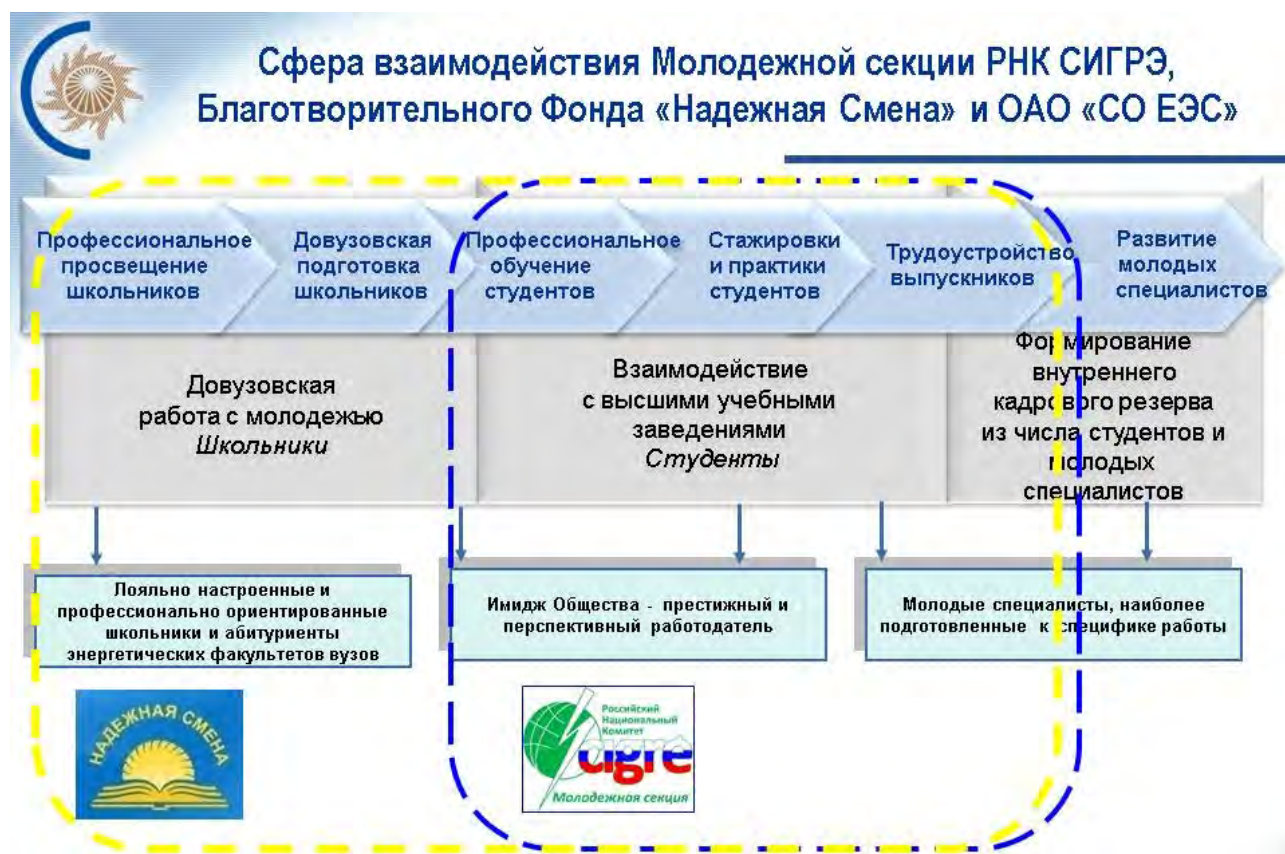 Сфера взаимодействия Молодежной секции РНК СИГРЭ,
Благотворительного Фонда «Надежная Смена» и ОАО «СО ЕЭС»
Профессиональное
просвещение
школьников
Довузовская
подготовка
школьников
Профессиональное
обучение
студентов
Стажировки
и практики
студентов
Трудоустройство
выпускников
Развитие
молодых
специалистов
Довузовская
работа с молодежью
Школьники
Взаимодействие
с высшими учебными
заведениями
Студенты
Формирование
внутреннего
кадрового резерва
из числа студентов и
молодых
специалистов
Лояльно настроенные и
профессионально ориентированные
школьники и абитуриенты
энергетических факультетов вузов
Имидж Общества - престижный и
перспективный работодатель
Молодые специалисты, наиболее
подготовленные к специфике работы
НАДЕЖНАЯ СМЕНА
Российский
Национальный
Комитет
cigre
Молодежная секция